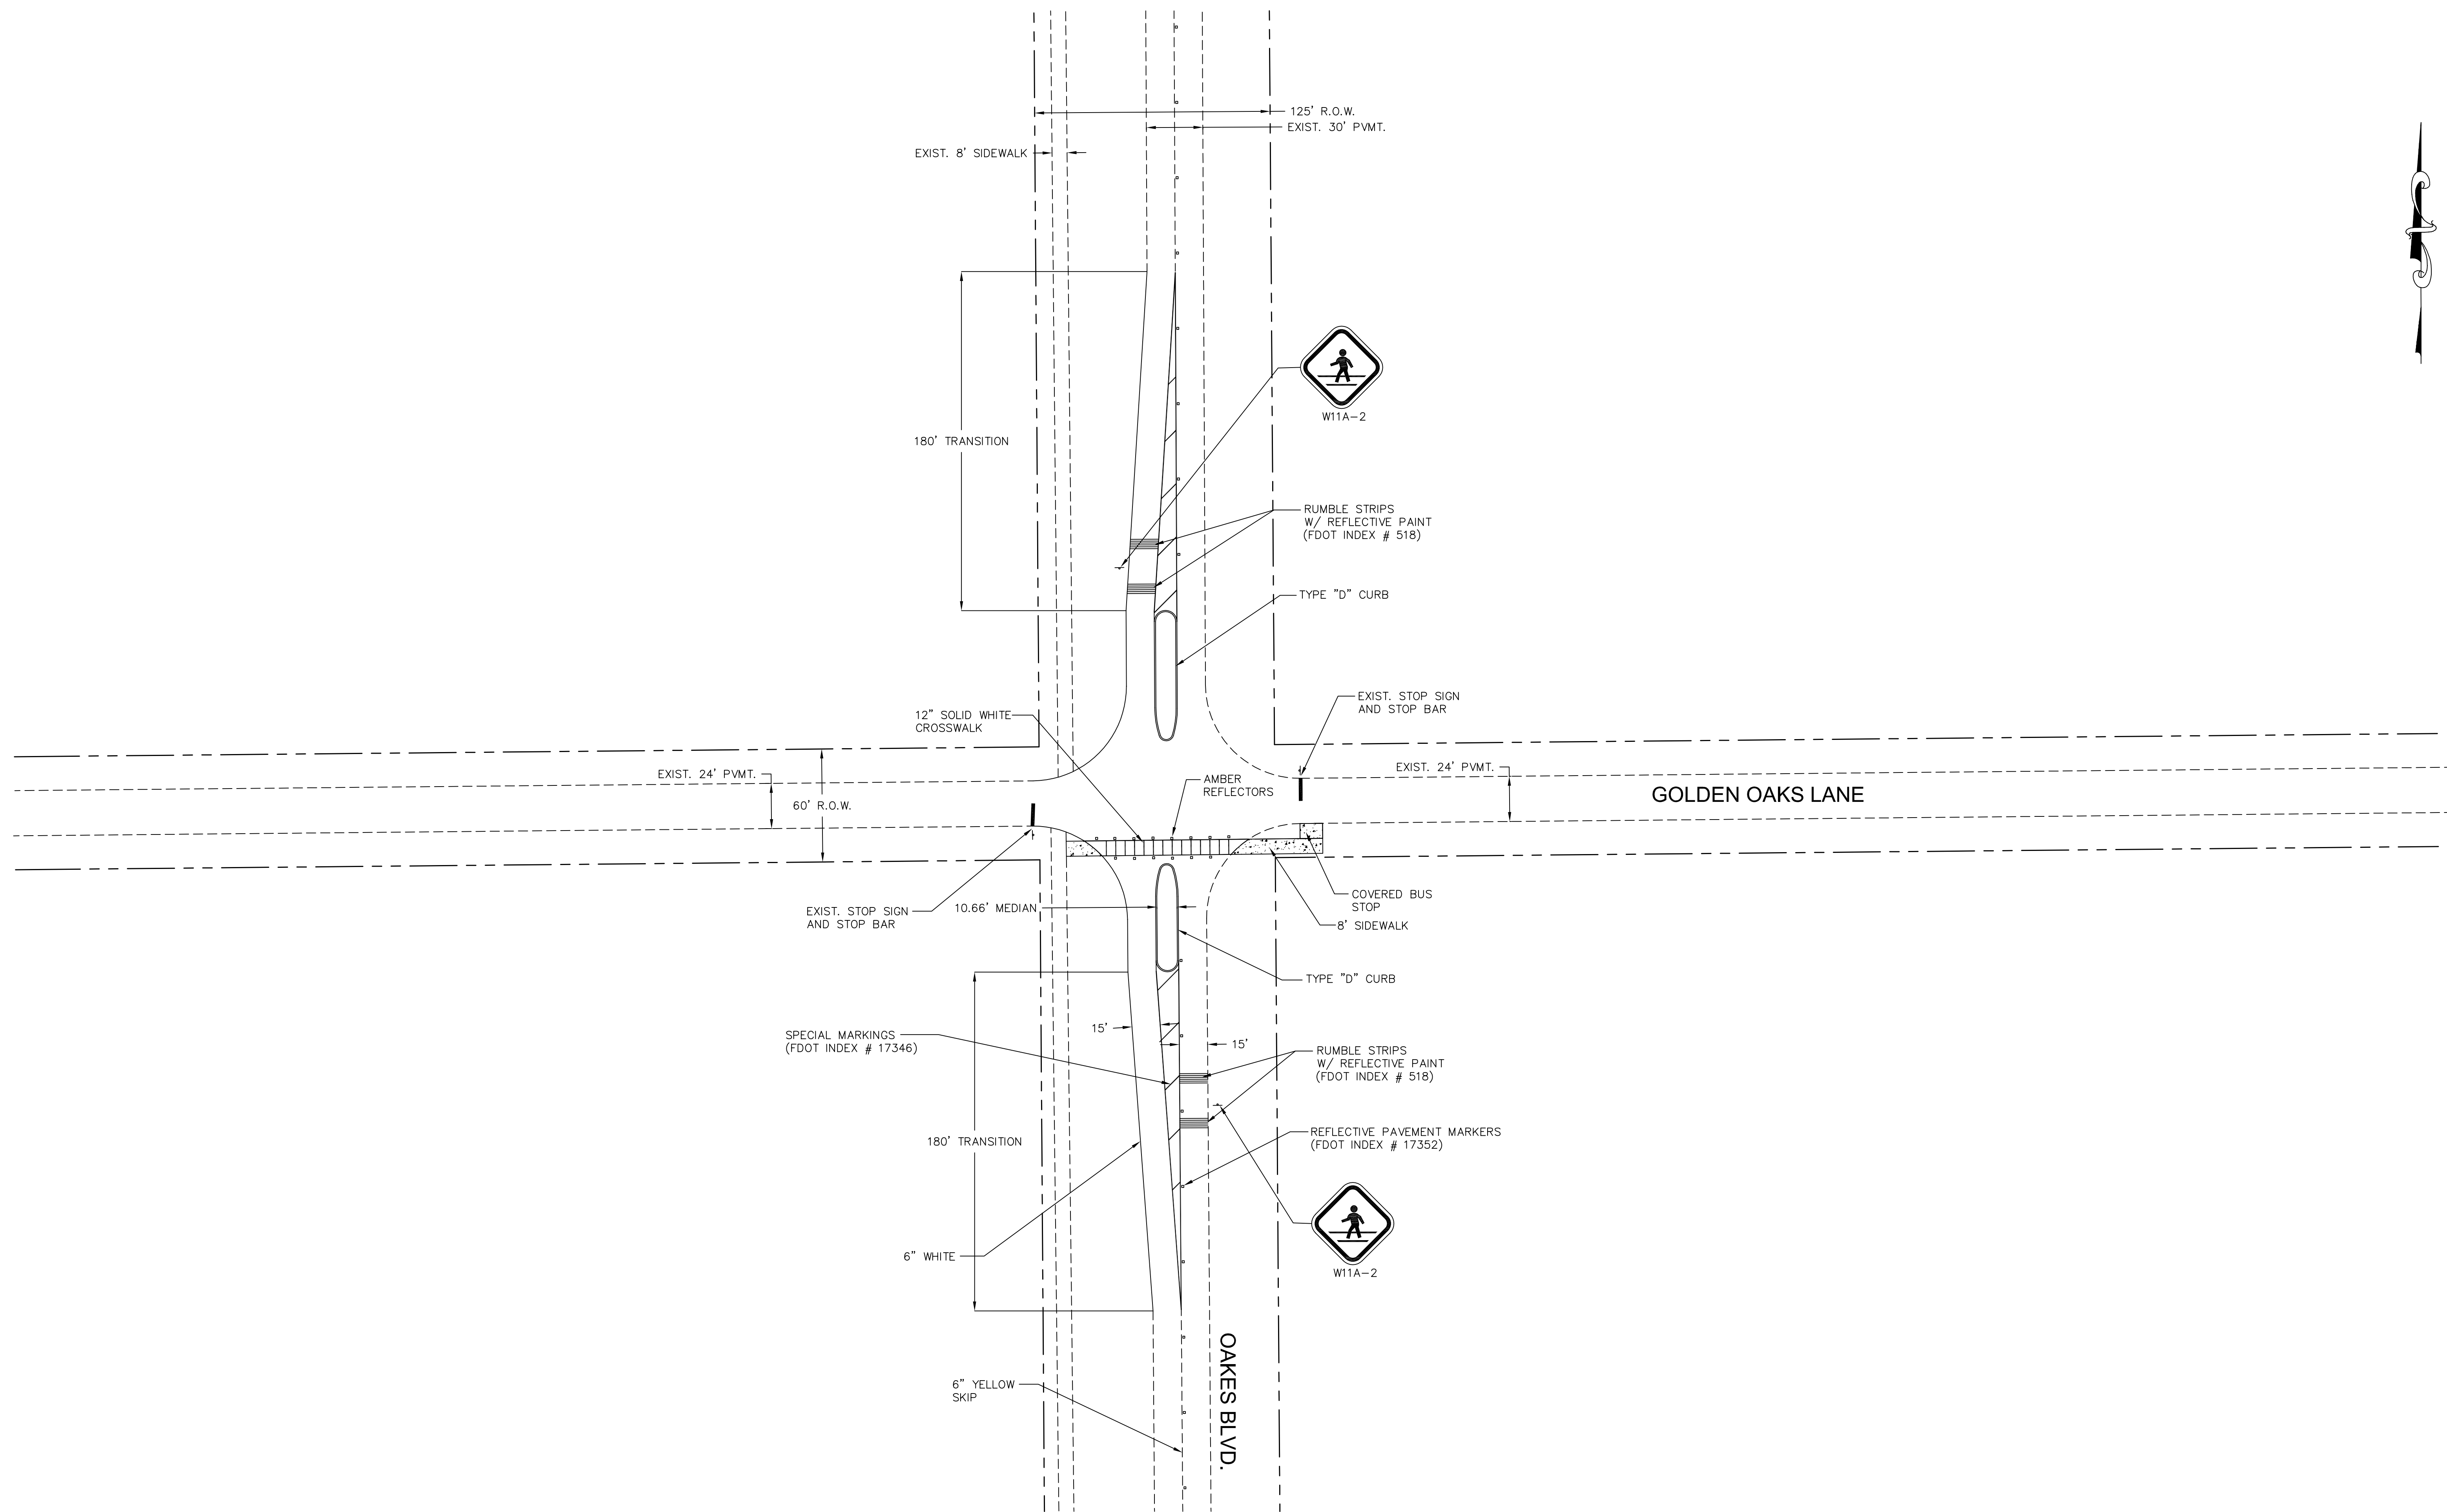 125' R.O.W.
EXIST. 30' PVMT.
EXIST. 8' SIDEWALK
W11A-2
180' TRANSITION
RUMBLE STRIPS
W/ REFLECTIVE PAINT
(FDOT INDEX # 518)
TYPE "D" CURB
EXIST. STOP SIGN
AND STOP BAR
12" SOLID WHITE
CROSSWALK
EXIST. 24' PVMT.
60' R.O.W.
AMBER
REFLECTORS
EXIST. 24' PVMT.
GOLDEN OAKS LANE
EXIST. STOP SIGN
AND STOP BAR
10.66' MEDIAN
COVERED BUS
STOP
8' SIDEWALK
TYPE "D" CURB
SPECIAL MARKINGS
(FDOT INDEX # 17346)
15'
15'
RUMBLE STRIPS
W/ REFLECTIVE PAINT
(FDOT INDEX # 518)
180' TRANSITION
REFLECTIVE PAVEMENT MARKERS
(FDOT INDEX # 17352)
6" WHITE
W11A-2
6" YELLOW
SKIP
OAKES BLVD.